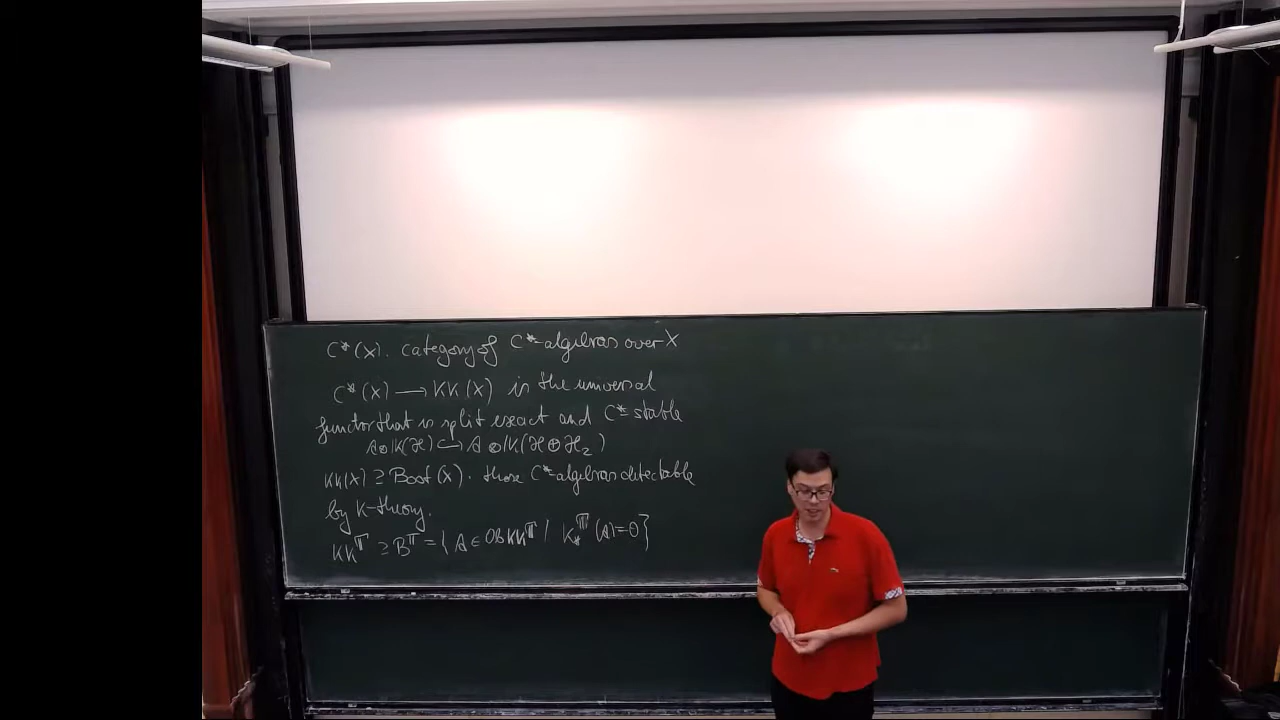 C*(X). category of C*-algebras over X
C*(X) → KK(X) is the universal
functor that is split exact and C*-stable
A⊗K(ℋ) ↪ A⊗K(ℋ⊕ℋ₂)
KK(X) ⊇ Boot(X). those C*-algebras detectable
by K-theory.
KK^𝕋 ⊇ B^𝕋 = {A ∈ Ob KK^𝕋 / K_*^𝕋(A)=0}